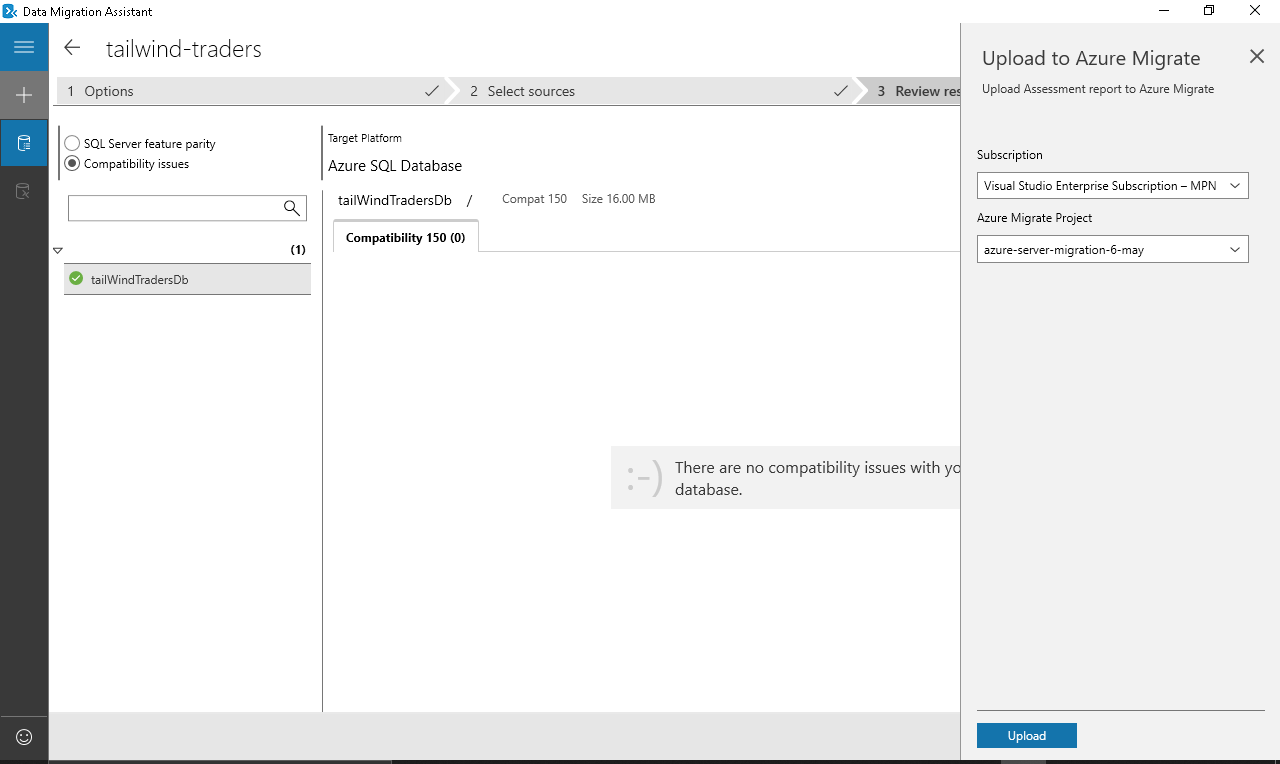 Data Migration Assistant
tailwind-traders
1 Options
2 Select sources
3 Review res
SQL Server feature parity
Compatibility issues
(1)
tailWindTradersDb
Target Platform
Azure SQL Database
tailWindTradersDb /
Compat 150 Size 16.00 MB
Compatibility 150 (0)
:-)
There are no compatibility issues with yo
database.
Upload to Azure Migrate
Upload Assessment report to Azure Migrate
Subscription
Visual Studio Enterprise Subscription – MPN
Azure Migrate Project
azure-server-migration-6-may
Upload